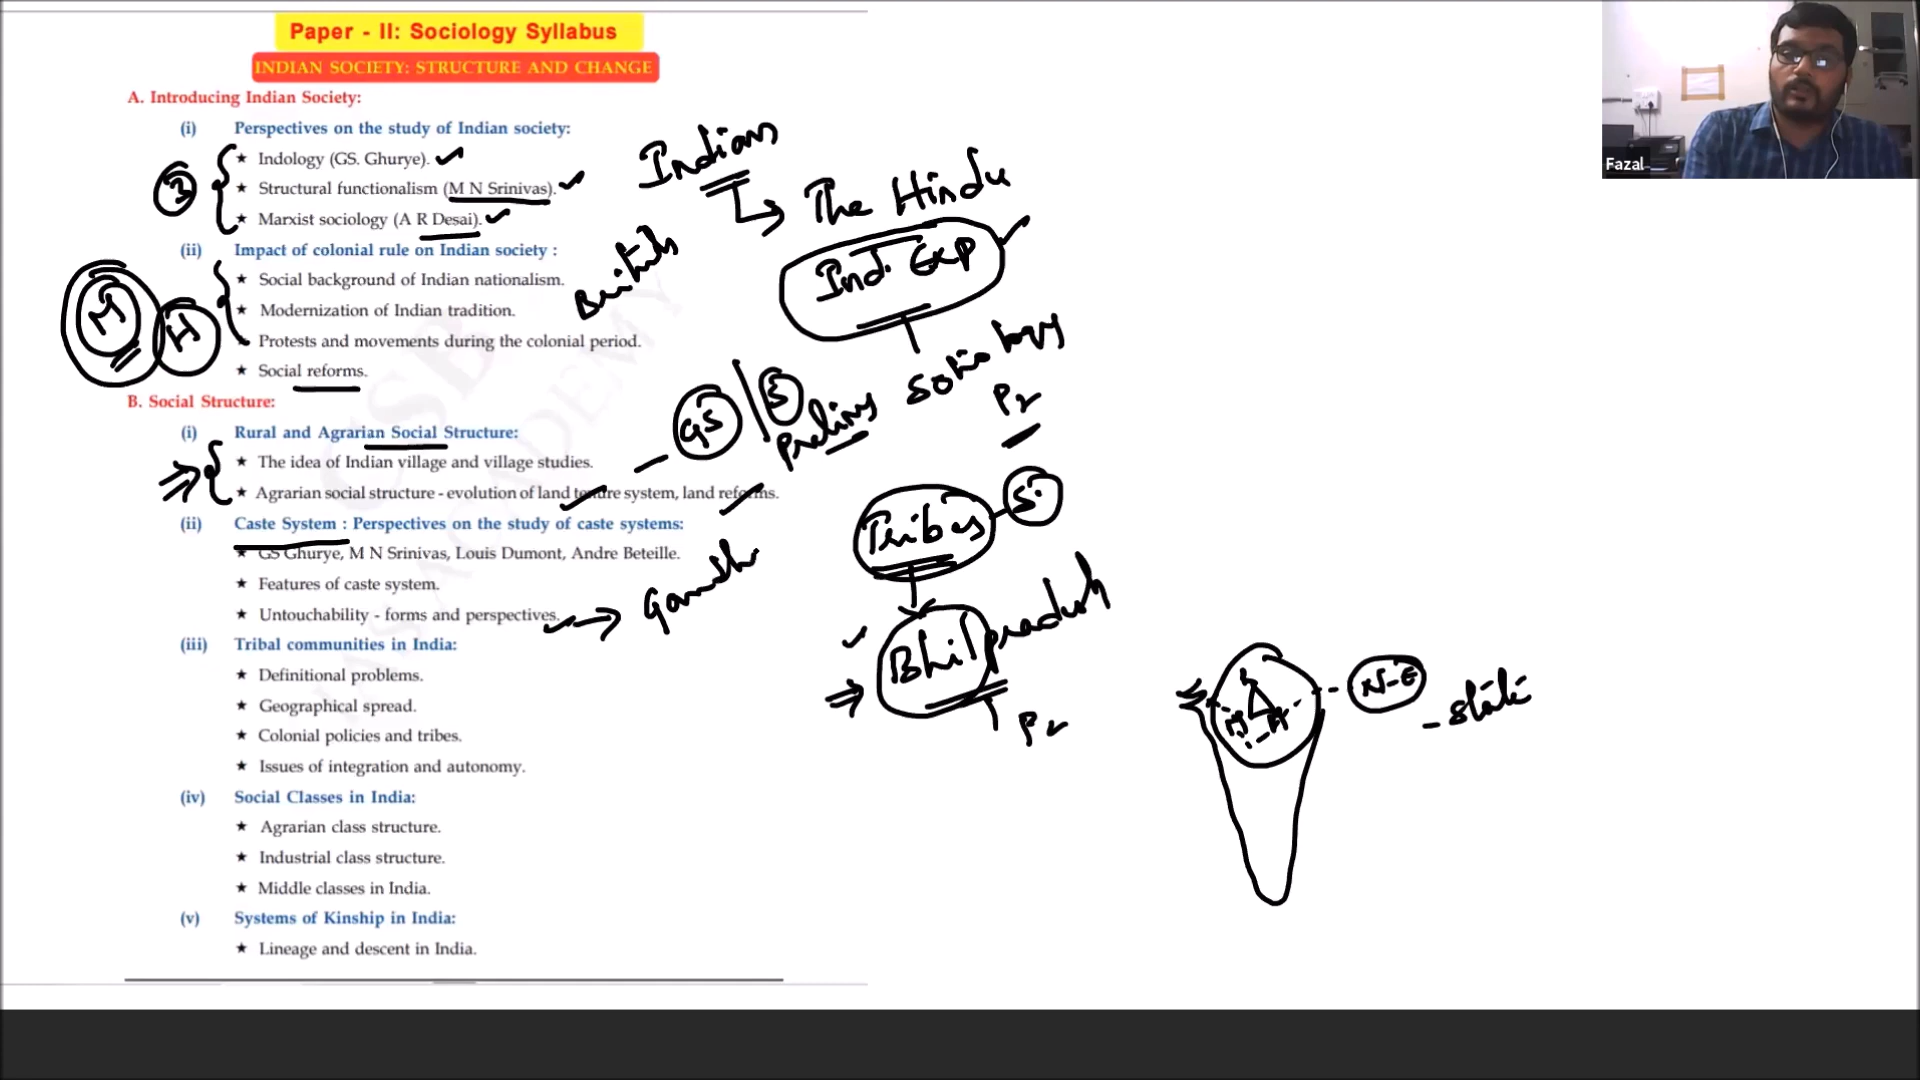 Paper - II: Sociology Syllabus
INDIAN SOCIETY: STRUCTURE AND CHANGE
A. Introducing Indian Society:
(i) Perspectives on the study of Indian society:
★ Indology (GS. Ghurye).
★ Structural functionalism (M N Srinivas).
★ Marxist sociology (A R Desai).
(ii) Impact of colonial rule on Indian society :
★ Social background of Indian nationalism.
★ Modernization of Indian tradition.
★ Protests and movements during the colonial period.
★ Social reforms.
B. Social Structure:
(i) Rural and Agrarian Social Structure:
★ The idea of Indian village and village studies.
★ Agrarian social structure - evolution of land tenure system, land reforms.
(ii) Caste System : Perspectives on the study of caste systems:
★ GS Ghurye, M N Srinivas, Louis Dumont, Andre Beteille.
★ Features of caste system.
★ Untouchability - forms and perspectives.
(iii) Tribal communities in India:
★ Definitional problems.
★ Geographical spread.
★ Colonial policies and tribes.
★ Issues of integration and autonomy.
(iv) Social Classes in India:
★ Agrarian class structure.
★ Industrial class structure.
★ Middle classes in India.
(v) Systems of Kinship in India:
★ Lineage and descent in India.
3
M
H
Indians
The Hindu
Ind. Exp
Sociology
GS / S
Prelims
Tribes
S
Bhil pradesh
N-E
- state
CSB
IAS ACADEMY
Fazal